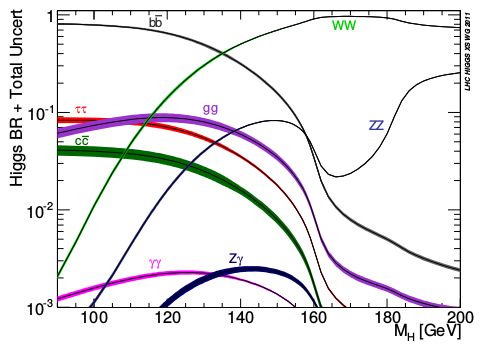 Higgs BR + Total Uncert
LHC HIGGS XS WG 2011
1
10⁻¹
10⁻²
10⁻³
bb̅
WW
ττ
gg
ZZ
cc̅
γγ
Zγ
100 120 140 160 180 200
M_H [GeV]